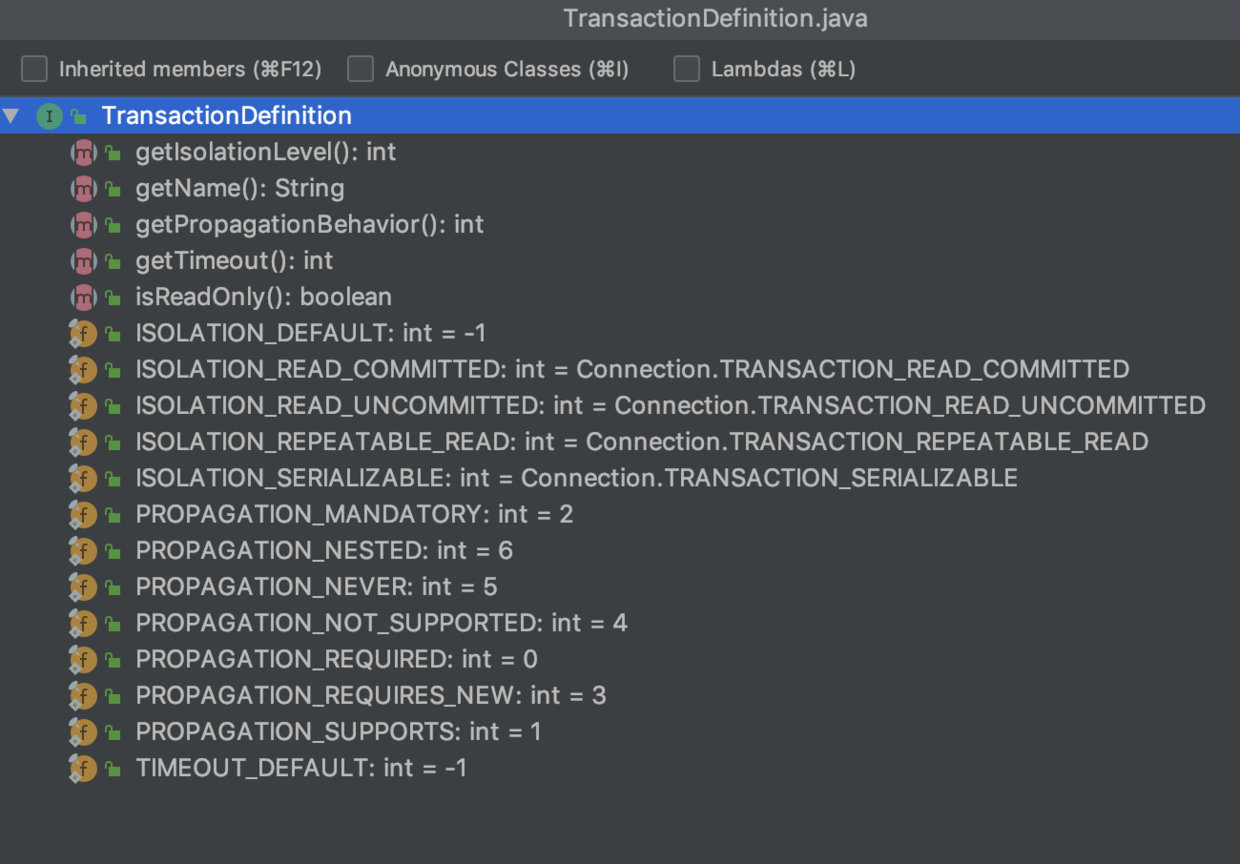 TransactionDefinition.java
Inherited members (⌘F12) Anonymous Classes (⌘I) Lambdas (⌘L)
I TransactionDefinition
m getIsolationLevel(): int
m getName(): String
m getPropagationBehavior(): int
m getTimeout(): int
m isReadOnly(): boolean
f ISOLATION_DEFAULT: int = -1
f ISOLATION_READ_COMMITTED: int = Connection.TRANSACTION_READ_COMMITTED
f ISOLATION_READ_UNCOMMITTED: int = Connection.TRANSACTION_READ_UNCOMMITTED
f ISOLATION_REPEATABLE_READ: int = Connection.TRANSACTION_REPEATABLE_READ
f ISOLATION_SERIALIZABLE: int = Connection.TRANSACTION_SERIALIZABLE
f PROPAGATION_MANDATORY: int = 2
f PROPAGATION_NESTED: int = 6
f PROPAGATION_NEVER: int = 5
f PROPAGATION_NOT_SUPPORTED: int = 4
f PROPAGATION_REQUIRED: int = 0
f PROPAGATION_REQUIRES_NEW: int = 3
f PROPAGATION_SUPPORTS: int = 1
f TIMEOUT_DEFAULT: int = -1